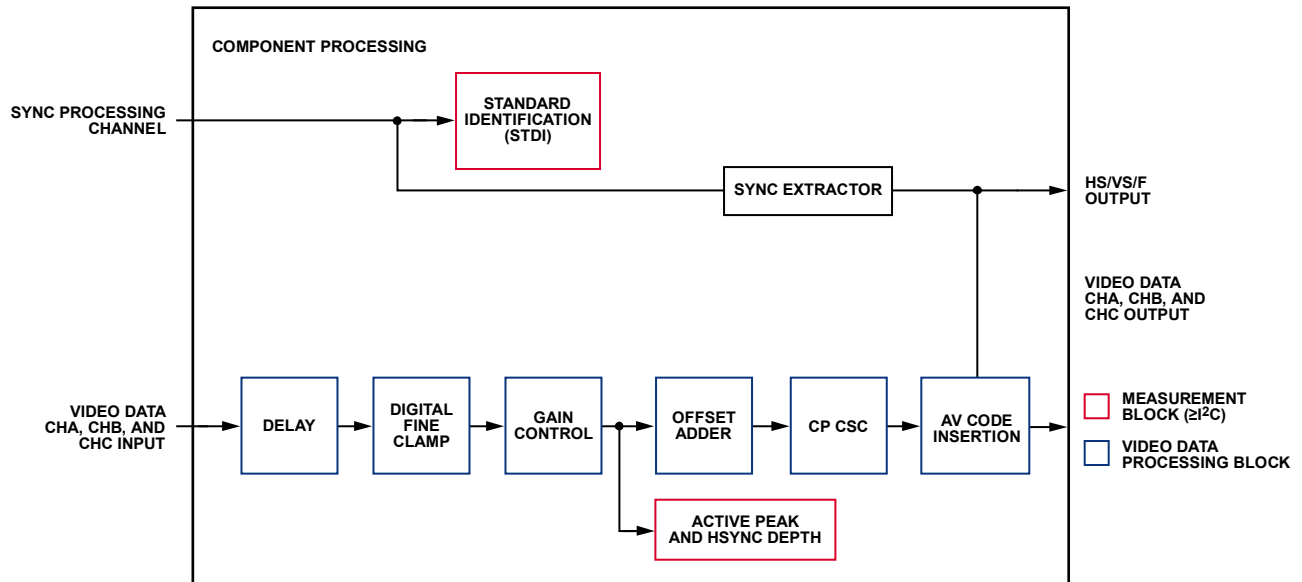 COMPONENT PROCESSING
SYNC PROCESSING
CHANNEL
STANDARD
IDENTIFICATION
(STDI)
SYNC EXTRACTOR
HS/VS/F
OUTPUT
VIDEO DATA
CHA, CHB, AND
CHC OUTPUT
VIDEO DATA
CHA, CHB, AND
CHC INPUT
DELAY
DIGITAL
FINE
CLAMP
GAIN
CONTROL
OFFSET
ADDER
CP CSC
AV CODE
INSERTION
MEASUREMENT
BLOCK (≥I²C)
VIDEO DATA
PROCESSING BLOCK
ACTIVE PEAK
AND HSYNC DEPTH